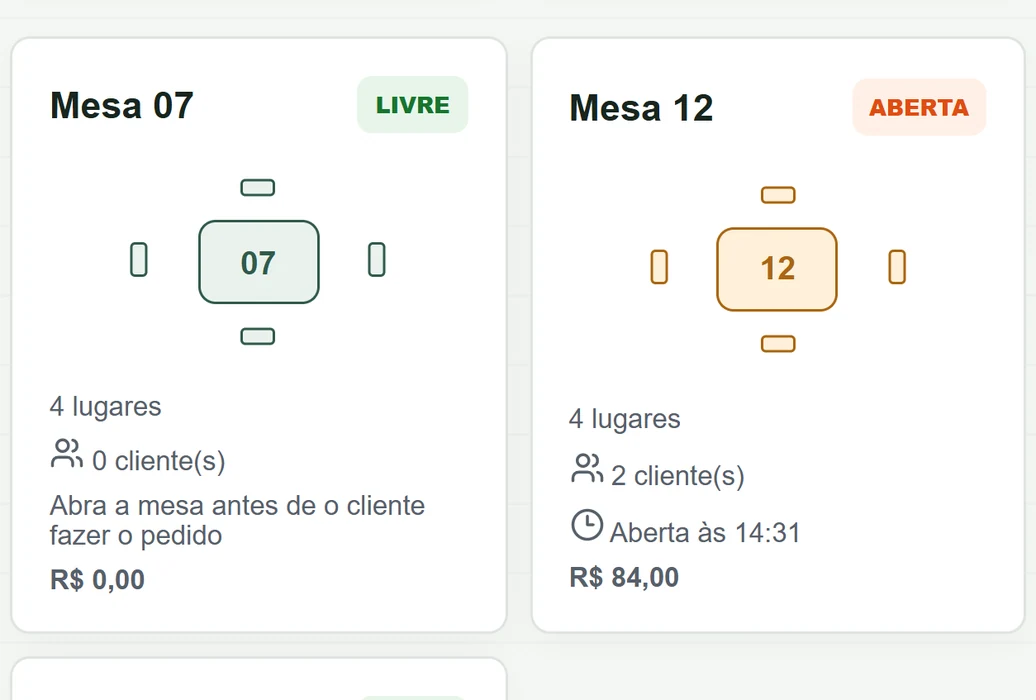 Mesa 07
LIVRE
07
4 lugares
0 cliente(s)
Abra a mesa antes de o cliente
fazer o pedido
R$ 0,00
Mesa 12
ABERTA
12
4 lugares
2 cliente(s)
Aberta às 14:31
R$ 84,00